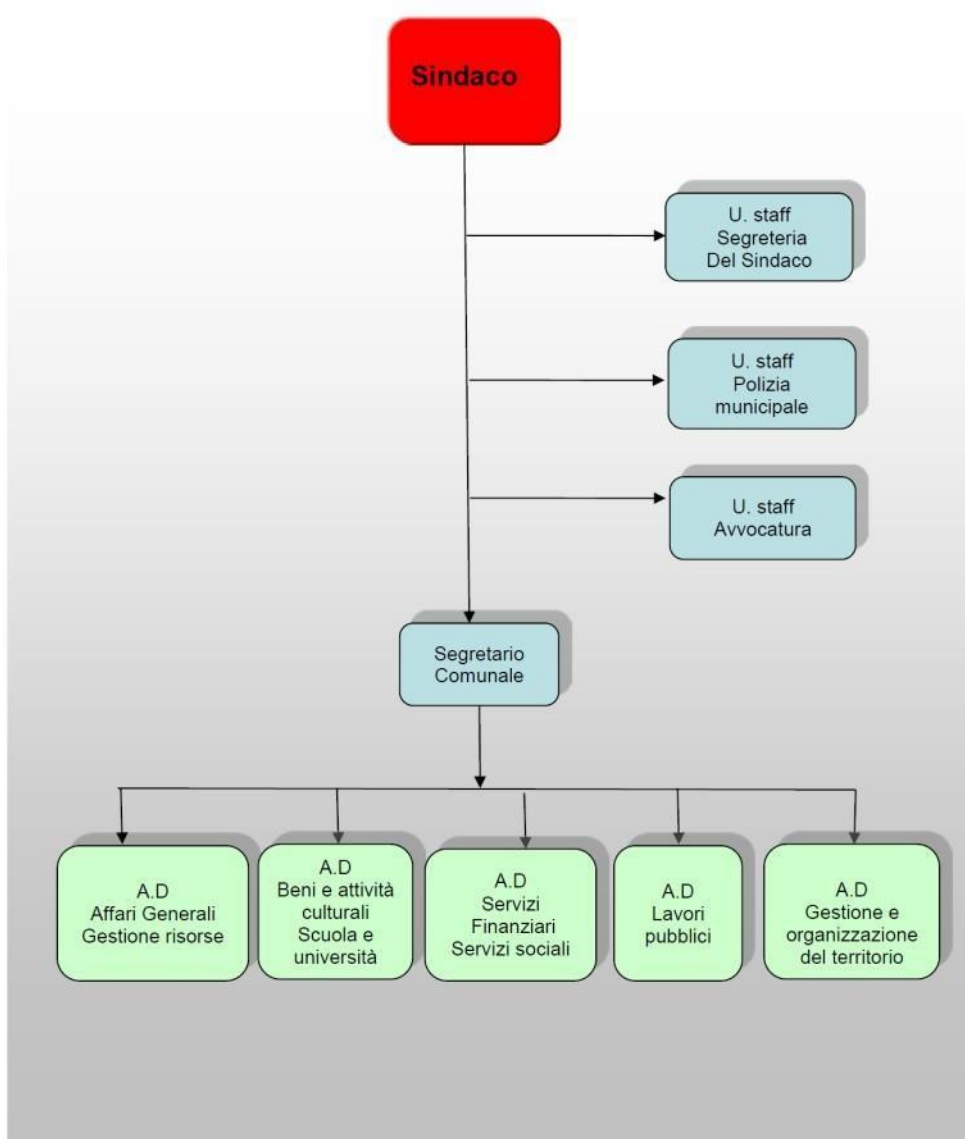 Sindaco
U. staff
Segreteria
Del Sindaco
U. staff
Polizia
municipale
U. staff
Avvocatura
Segretario
Comunale
A.D
Affari Generali
Gestione risorse
A.D
Beni e attività
culturali
Scuola e
università
A.D
Servizi
Finanziari
Servizi sociali
A.D
Lavori
pubblici
A.D
Gestione e
organizzazione
del territorio